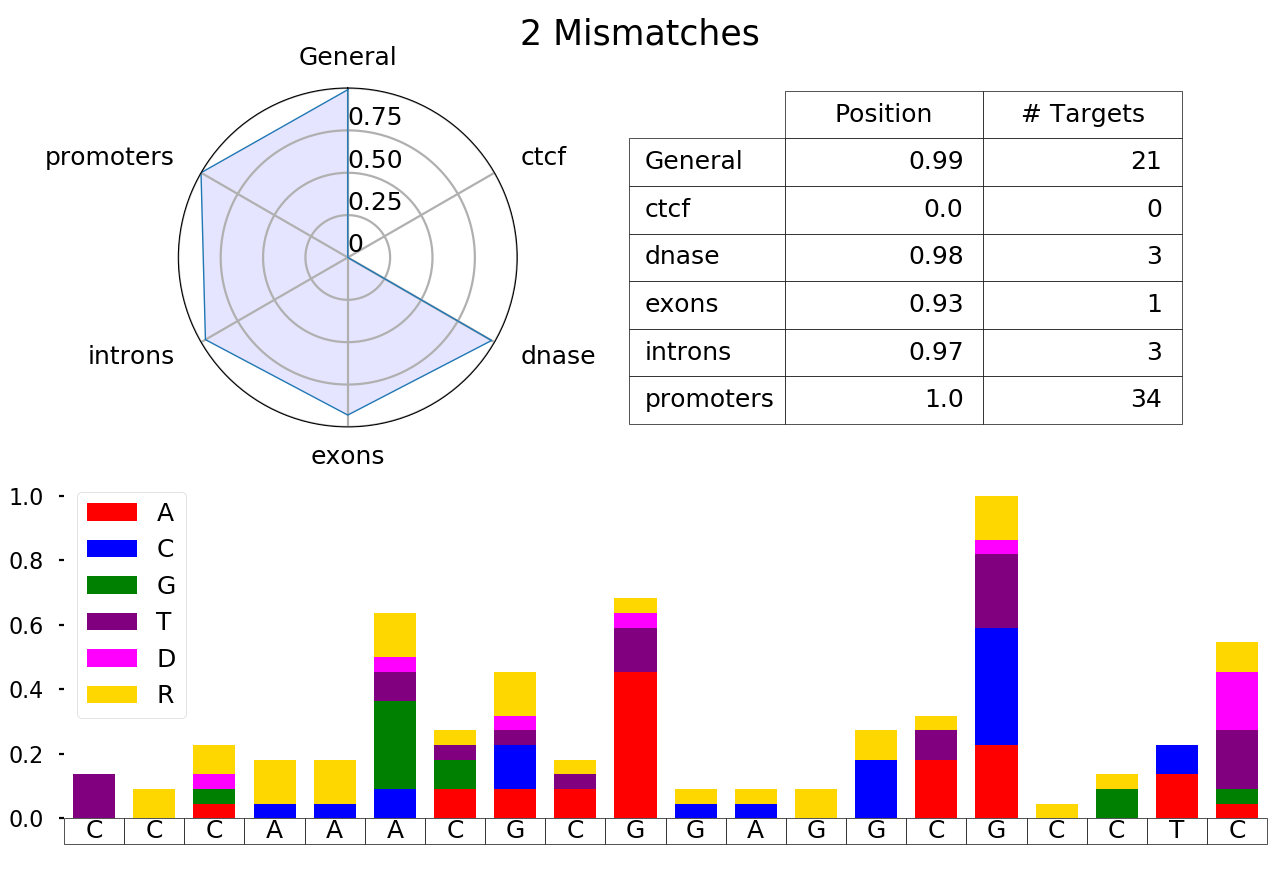 2 Mismatches
General
promoters
ctcf
introns
dnase
exons
0.75
0.50
0.25
0
Position # Targets
General 0.99 21
ctcf 0.0 0
dnase 0.98 3
exons 0.93 1
introns 0.97 3
promoters 1.0 34
1.0
0.8
0.6
0.4
0.2
0.0
A
C
G
T
D
R
C C C A A A C G C G G A G G C G C C T C